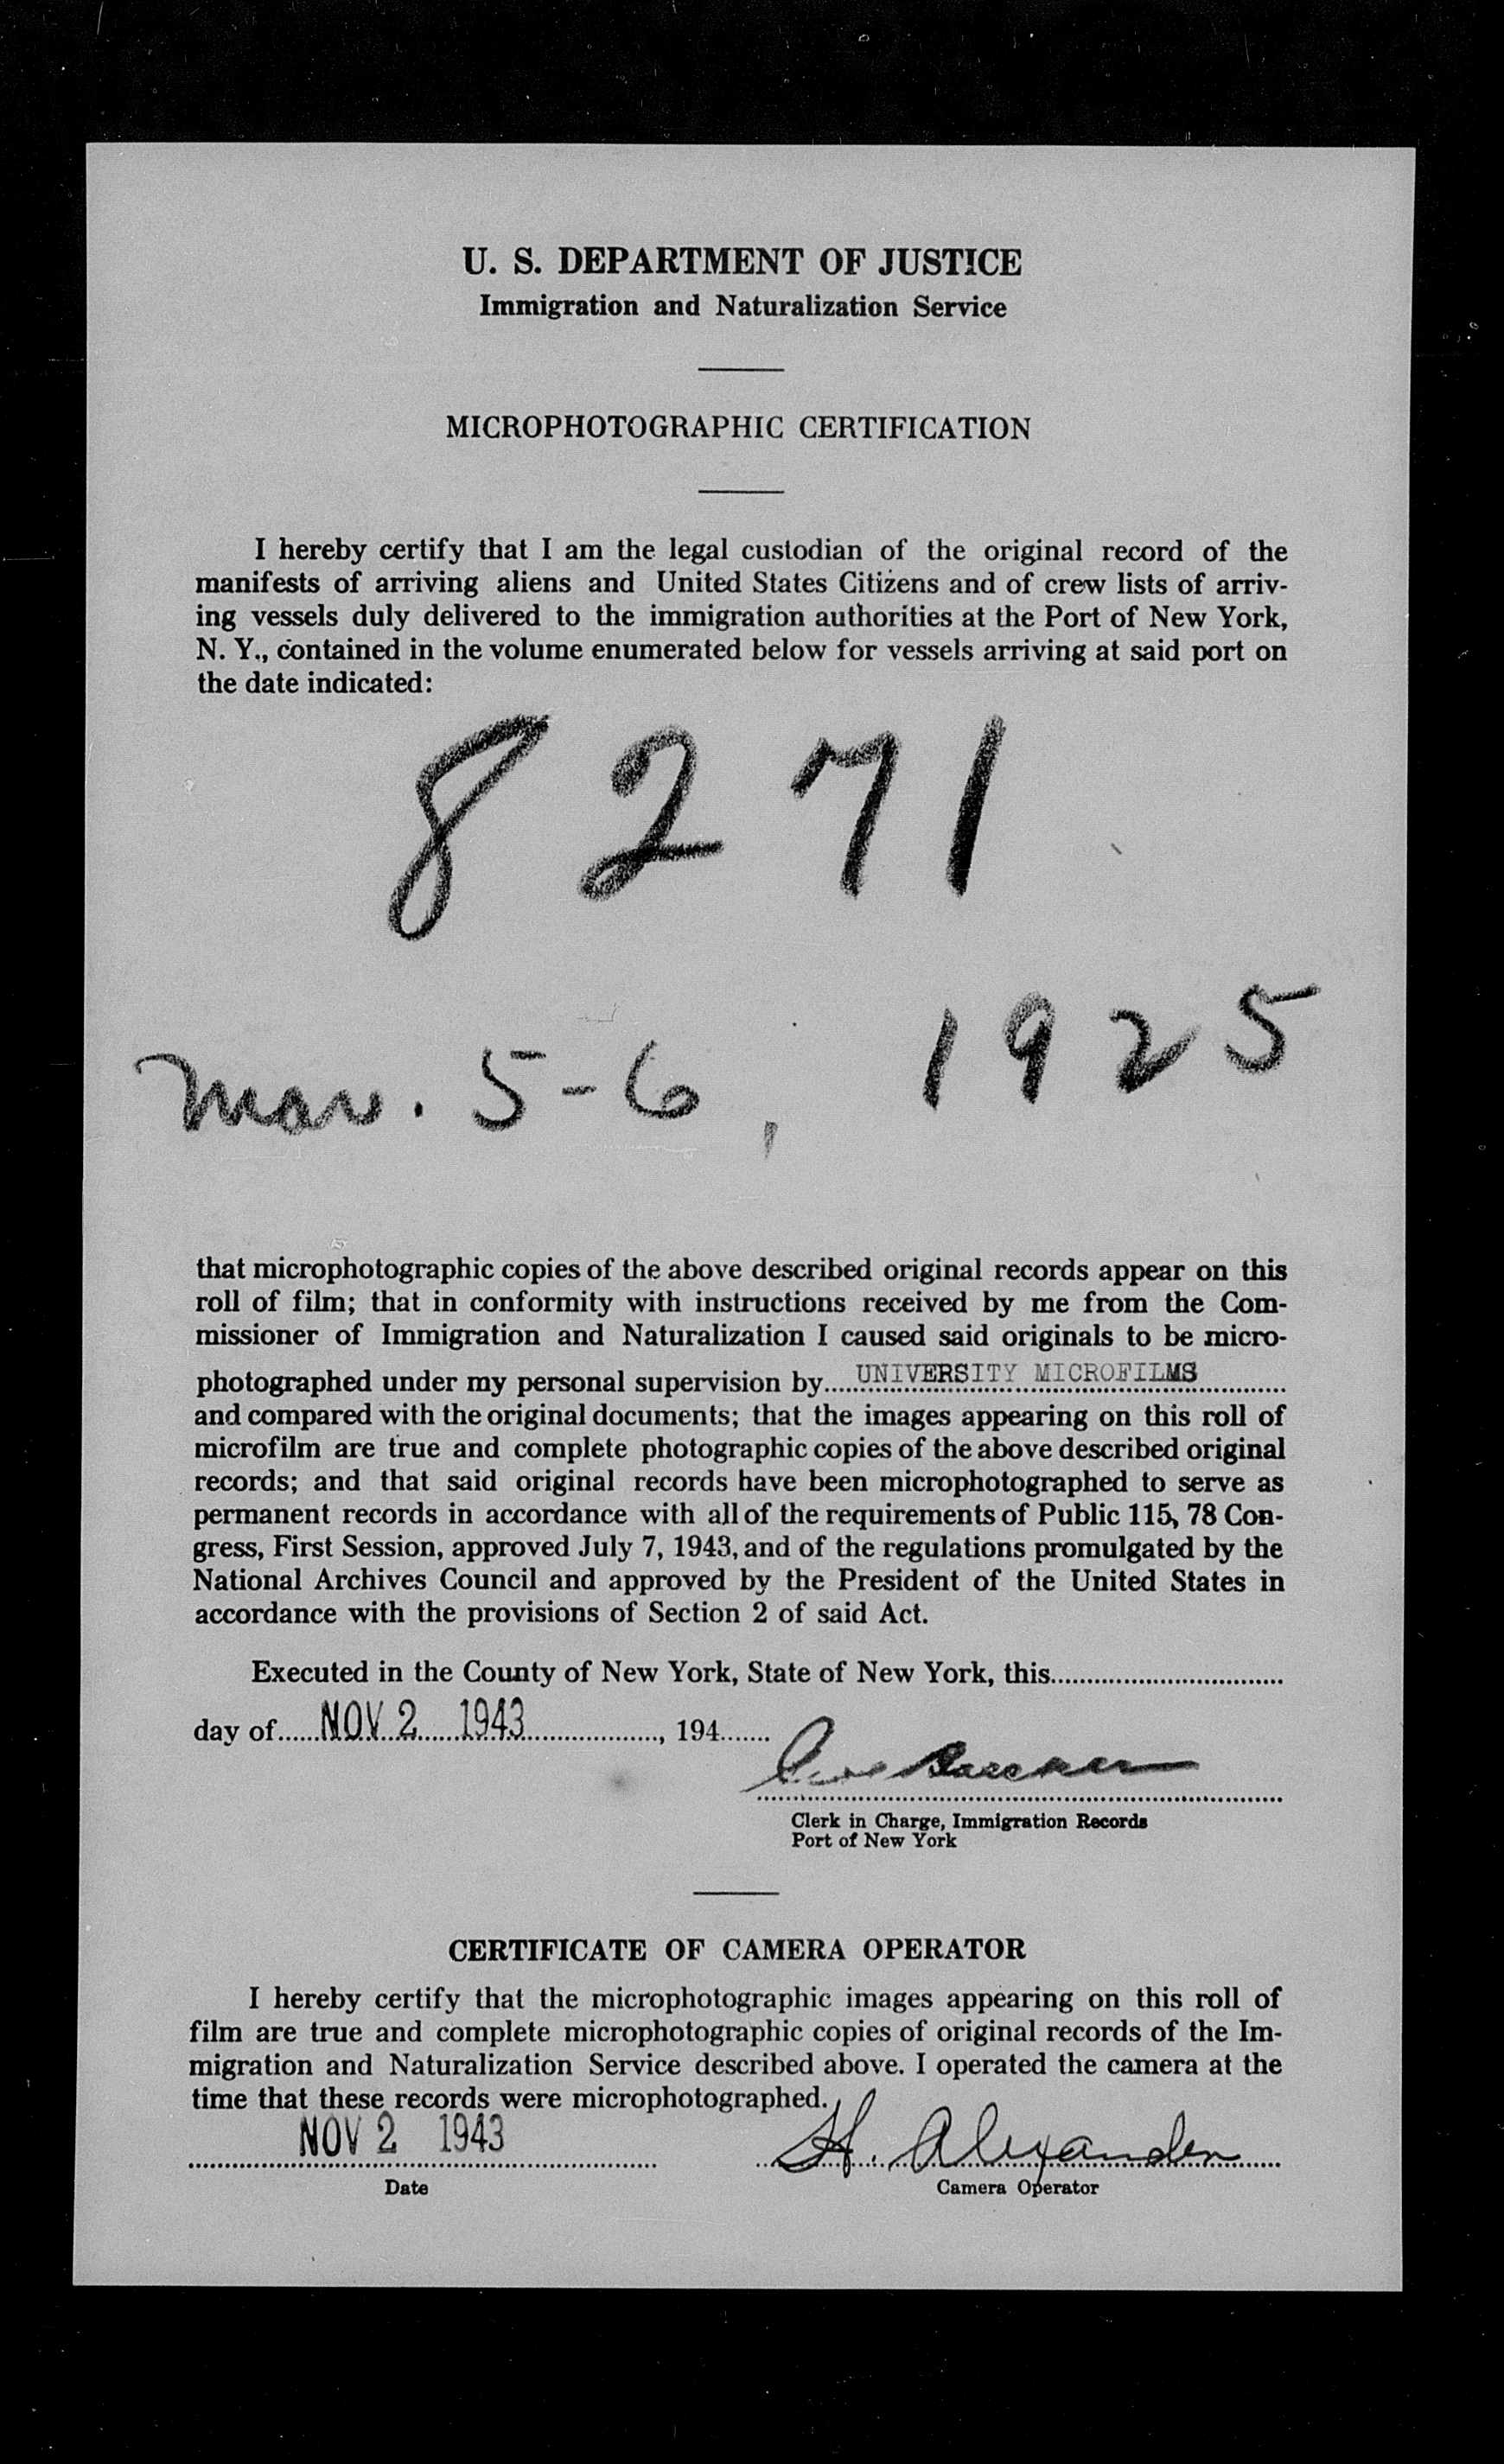 U. S. DEPARTMENT OF JUSTICE
Immigration and Naturalization Service
MICROPHOTOGRAPHIC CERTIFICATION
I hereby certify that I am the legal custodian of the original record of the
manifests of arriving aliens and United States Citizens and of crew lists of arriv-
ing vessels duly delivered to the immigration authorities at the Port of New York,
N. Y., contained in the volume enumerated below for vessels arriving at said port on
the date indicated:
8271
Mar. 5-6, 1925
that microphotographic copies of the above described original records appear on this
roll of film; that in conformity with instructions received by me from the Com-
missioner of Immigration and Naturalization I caused said originals to be micro-
photographed under my personal supervision by UNIVERSITY MICROFILMS
and compared with the original documents; that the images appearing on this roll of
microfilm are true and complete photographic copies of the above described original
records; and that said original records have been microphotographed to serve as
permanent records in accordance with all of the requirements of Public 115, 78 Con-
gress, First Session, approved July 7, 1943, and of the regulations promulgated by the
National Archives Council and approved by the President of the United States in
accordance with the provisions of Section 2 of said Act.
Executed in the County of New York, State of New York, this
day of NOV 2 1943, 194
Clerk in Charge, Immigration Records
Port of New York
CERTIFICATE OF CAMERA OPERATOR
I hereby certify that the microphotographic images appearing on this roll of
film are true and complete microphotographic copies of original records of the Im-
migration and Naturalization Service described above. I operated the camera at the
time that these records were microphotographed.
NOV 2 1943 H. Alexander
Date Camera Operator